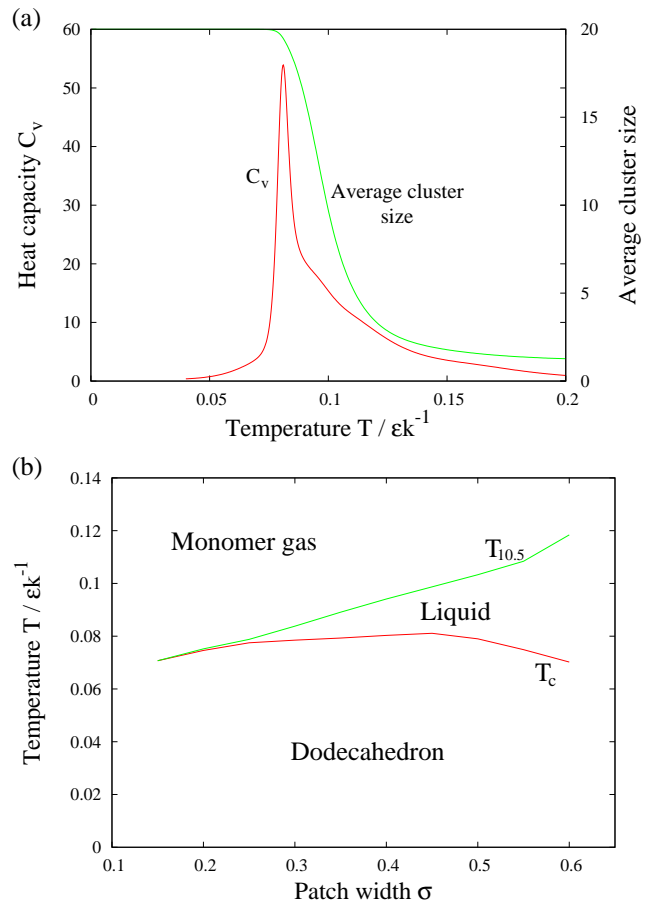 (a)
60
50
40
30
20
10
0
Heat capacity C_v
20
15
10
5
0
Average cluster size
C_v
Average cluster
size
0
0.05
0.1
0.15
0.2
Temperature T / εk⁻¹
(b)
0.14
0.12
0.1
0.08
0.06
0.04
0.02
0
Temperature T / εk⁻¹
Monomer gas
T_10.5
Liquid
T_c
Dodecahedron
0.1
0.2
0.3
0.4
0.5
0.6
Patch width σ